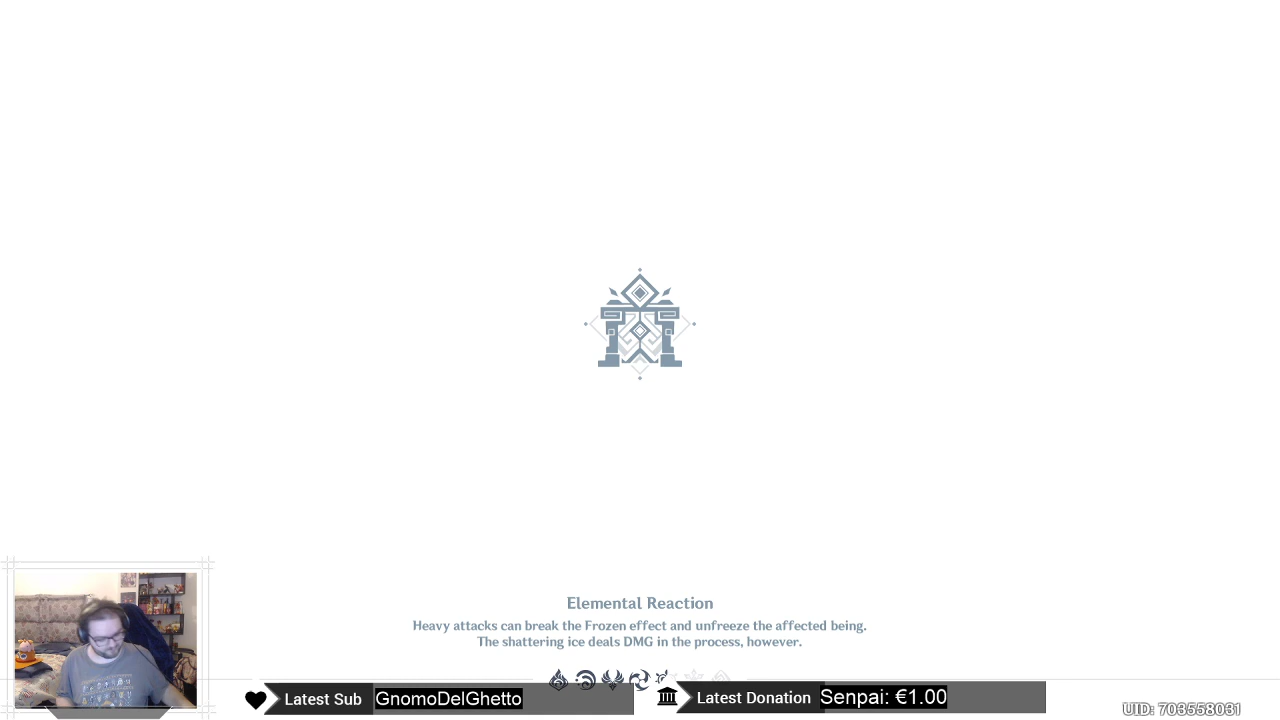 Elemental Reaction
Heavy attacks can break the Frozen effect and unfreeze the affected being.
The shattering ice deals DMG in the process, however.
Latest Sub GnomoDelGhetto
Latest Donation Senpai: €1.00
UID: 703558031